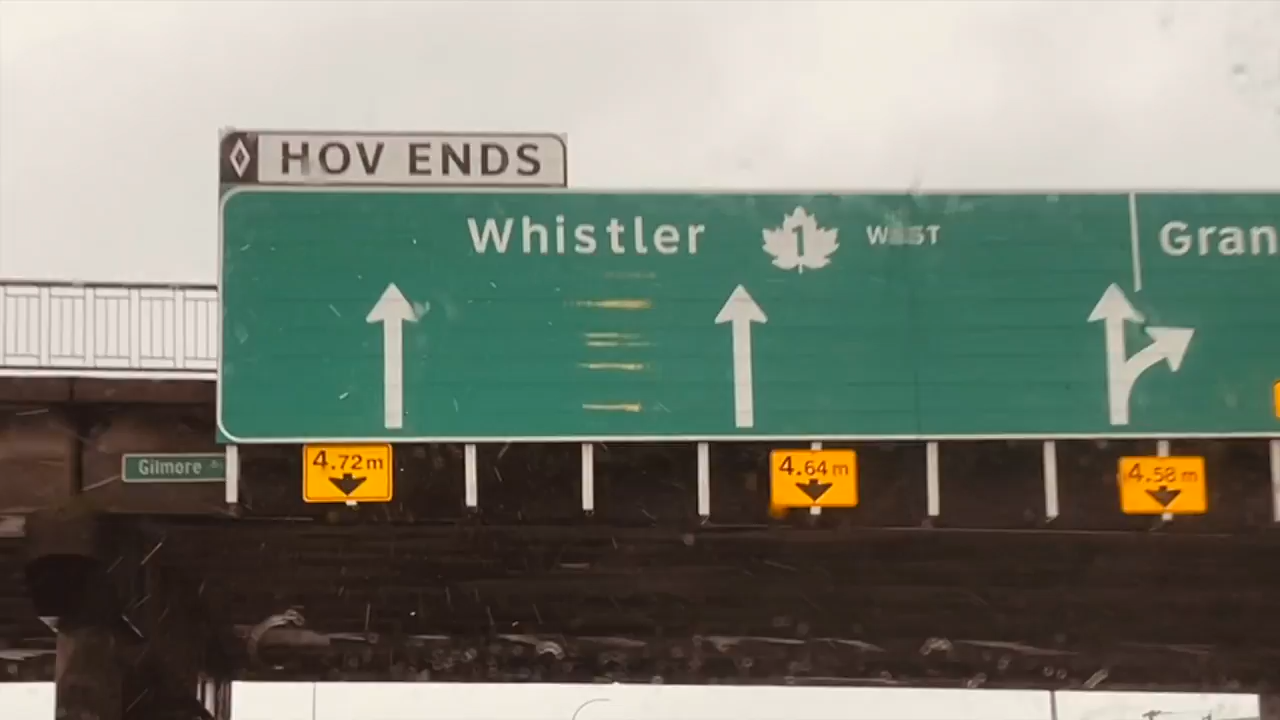 HOV ENDS
Whistler 1 WEST Gran
Gilmore
4.72m
4.64m
4.58m